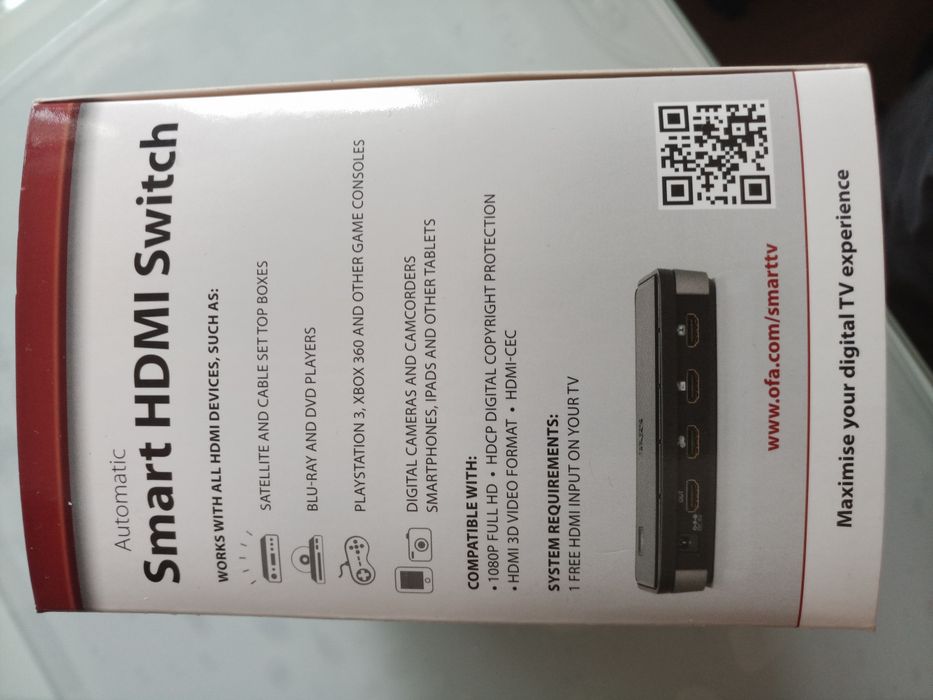 Automatic
Smart HDMI Switch
WORKS WITH ALL HDMI DEVICES, SUCH AS:
SATELLITE AND CABLE SET TOP BOXES
BLU-RAY AND DVD PLAYERS
PLAYSTATION 3, XBOX 360 AND OTHER GAME CONSOLES
DIGITAL CAMERAS AND CAMCORDERS
SMARTPHONES, IPADS AND OTHER TABLETS
COMPATIBLE WITH:
• 1080P FULL HD • HDCP DIGITAL COPYRIGHT PROTECTION
• HDMI 3D VIDEO FORMAT • HDMI-CEC
SYSTEM REQUIREMENTS:
1 FREE HDMI INPUT ON YOUR TV
OUT
www.ofa.com/smarttv
Maximise your digital TV experience